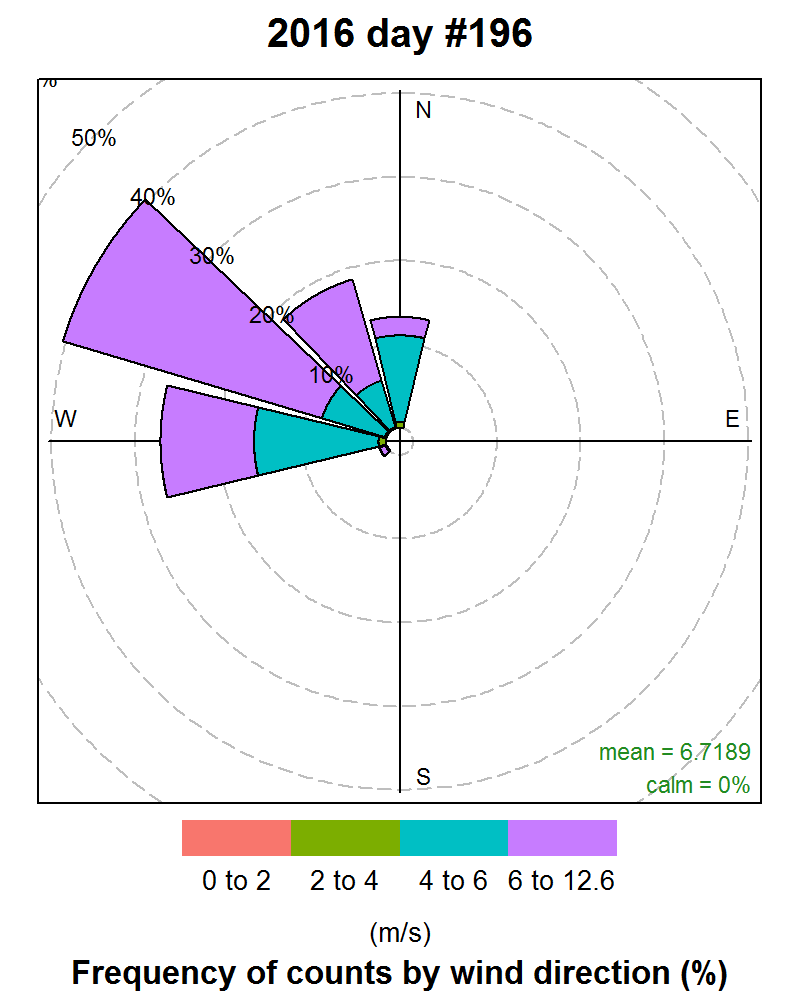 2016 day #196
%
N
50%
40%
30%
20%
10%
W
E
mean = 6.7189
S
calm = 0%
0 to 2
2 to 4
4 to 6
6 to 12.6
(m/s)
Frequency of counts by wind direction (%)